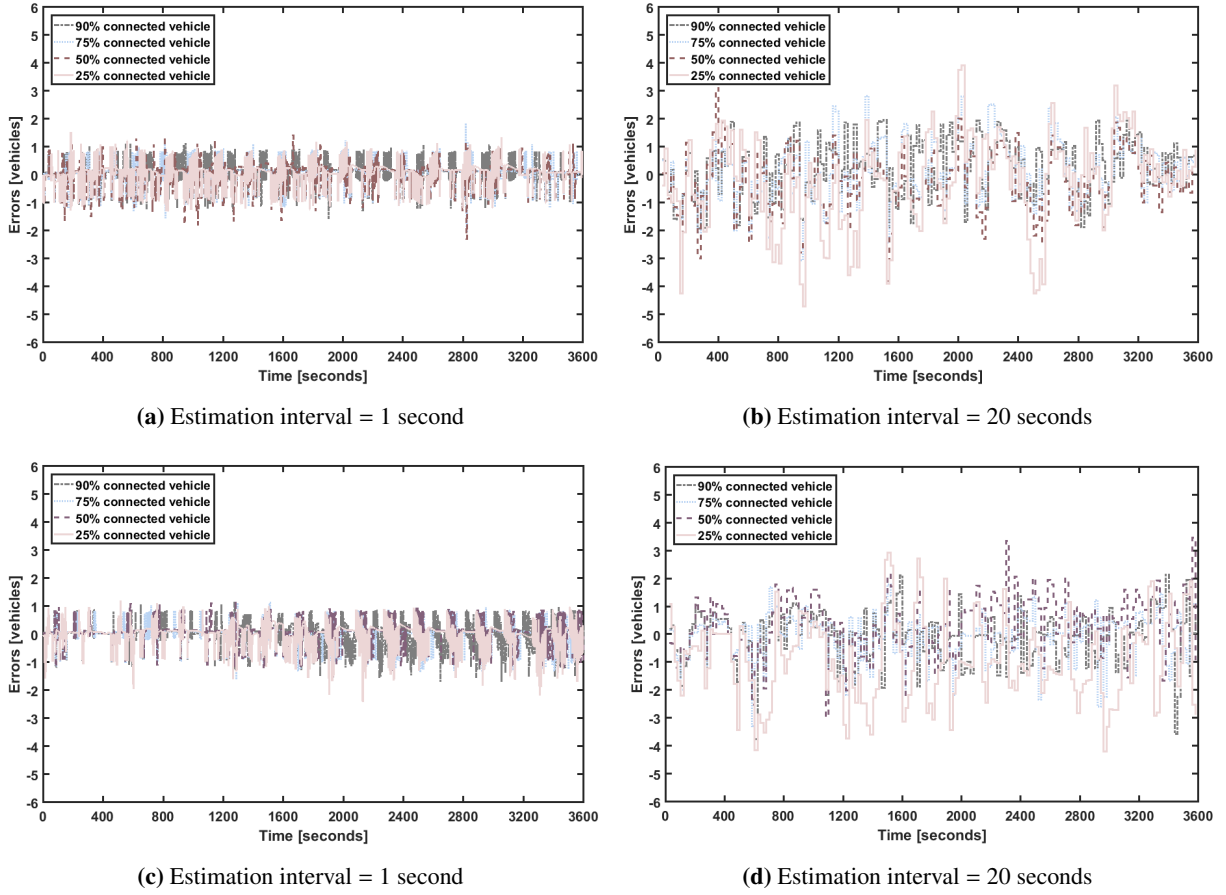 6
5
4
3
2
1
0
-1
-2
-3
-4
-5
-6
Errors [vehicles]
90% connected vehicle
75% connected vehicle
50% connected vehicle
25% connected vehicle
0 400 800 1200 1600 2000 2400 2800 3200 3600
Time [seconds]
(a) Estimation interval = 1 second
6
5
4
3
2
1
0
-1
-2
-3
-4
-5
-6
Errors [vehicles]
90% connected vehicle
75% connected vehicle
50% connected vehicle
25% connected vehicle
0 400 800 1200 1600 2000 2400 2800 3200 3600
Time [seconds]
(b) Estimation interval = 20 seconds
6
5
4
3
2
1
0
-1
-2
-3
-4
-5
-6
Errors [vehicles]
90% connected vehicle
75% connected vehicle
50% connected vehicle
25% connected vehicle
0 400 800 1200 1600 2000 2400 2800 3200 3600
Time [seconds]
(c) Estimation interval = 1 second
6
5
4
3
2
1
0
-1
-2
-3
-4
-5
-6
Errors [vehicles]
90% connected vehicle
75% connected vehicle
50% connected vehicle
25% connected vehicle
0 400 800 1200 1600 2000 2400 2800 3200 3600
Time [seconds]
(d) Estimation interval = 20 seconds